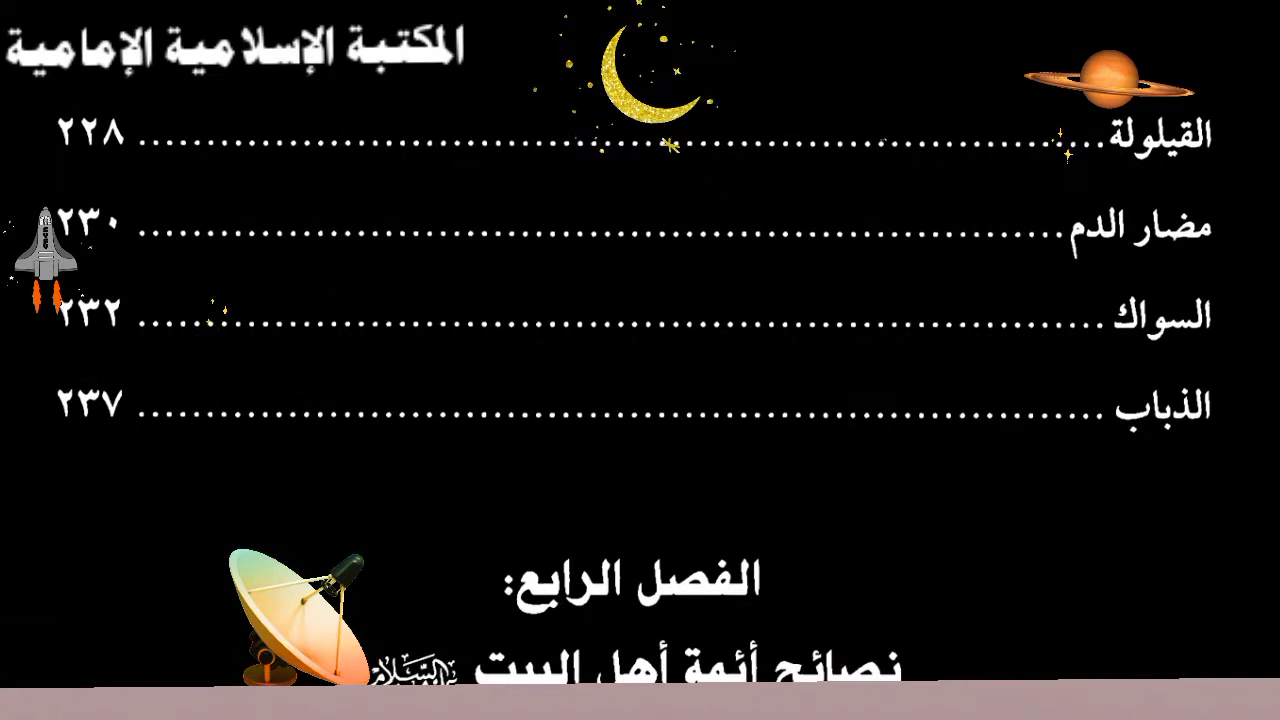 المكتبة الإسلامية الإمامية
القيلولة ........................................................................ ٢٢٨
مضار الدم ........................................................................ ٢٣٠
السواك ........................................................................ ٢٣٢
الذباب ........................................................................ ٢٣٧
الفصل الرابع:
نصائح أئمة أهل البيت